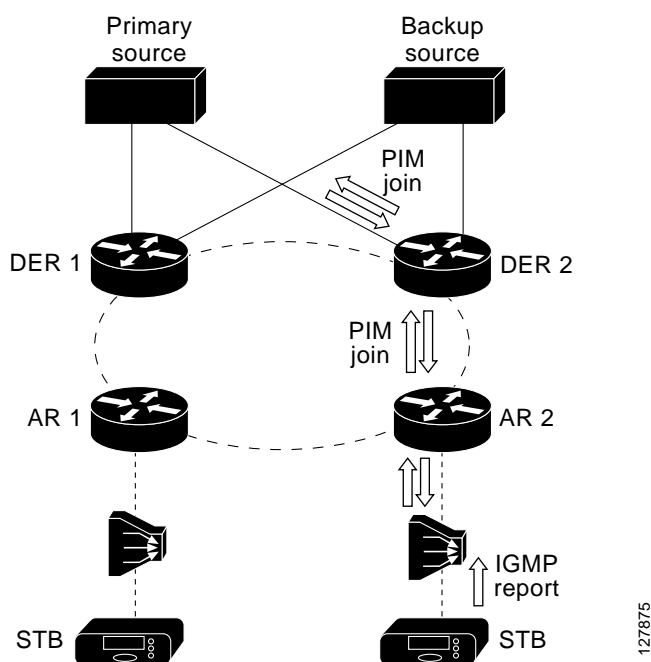 Primary
source
Backup
source
PIM
join
DER 1
DER 2
PIM
join
AR 1
AR 2
IGMP
report
STB
STB
127875